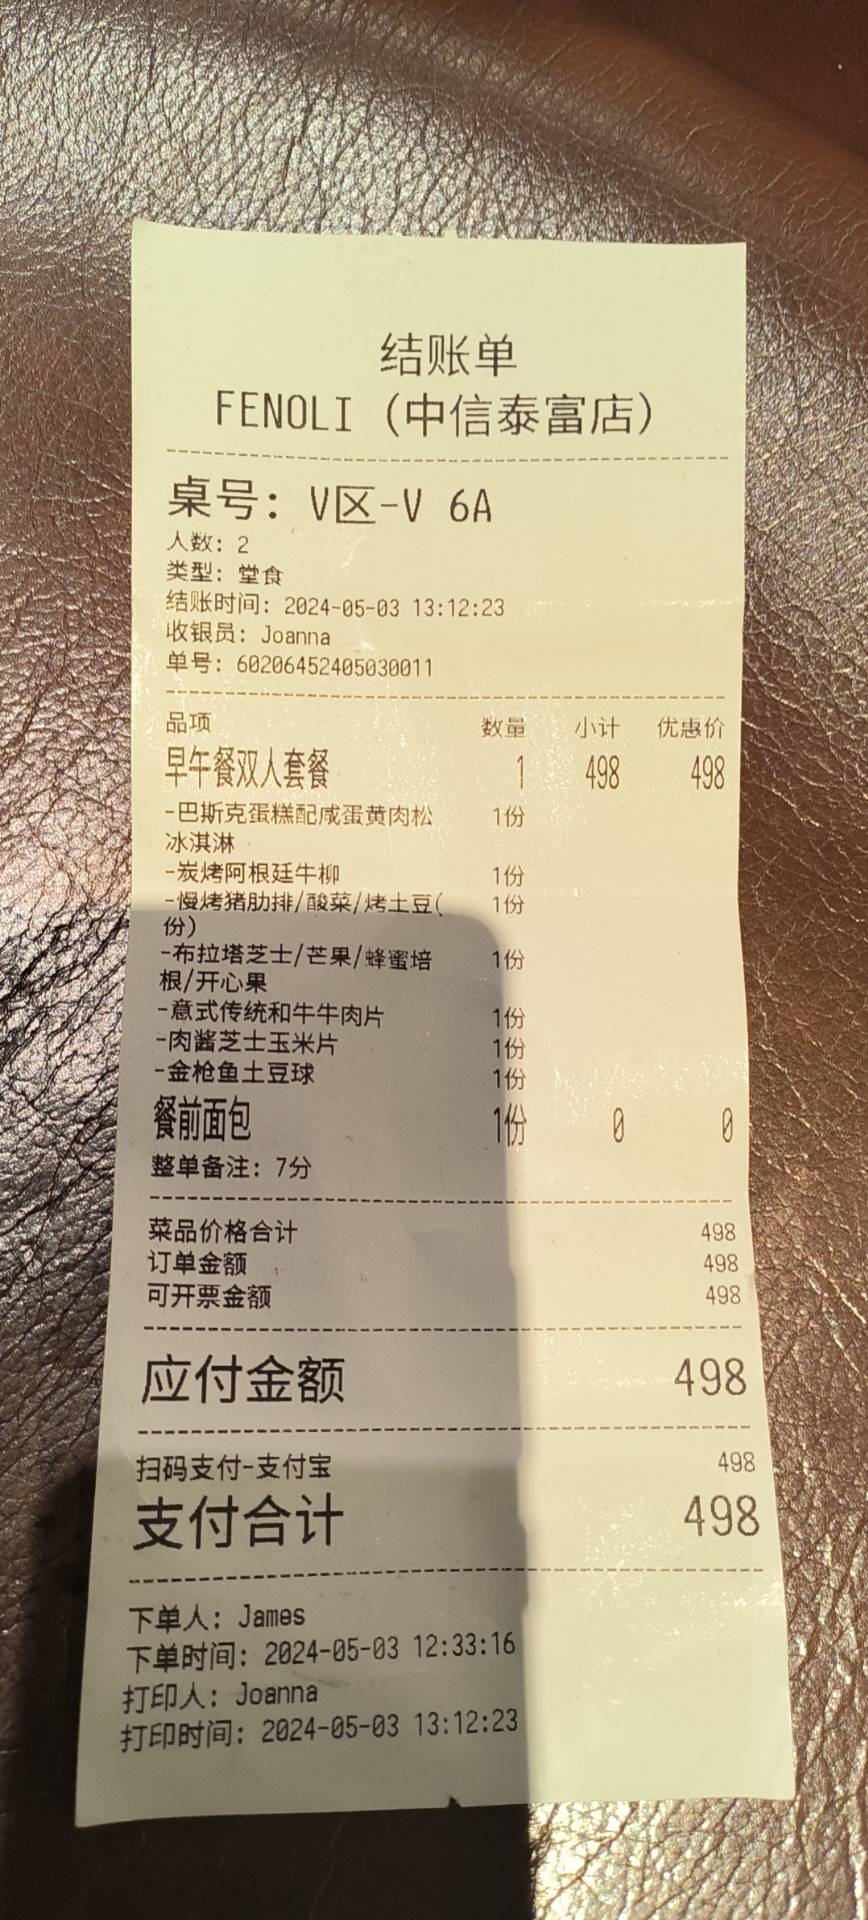 结账单
FENOLI (中信泰富店)
桌号: V区-V 6A
人数: 2
类型: 堂食
结账时间: 2024-05-03 13:12:23
收银员: Joanna
单号: 60206452405030011
品项 数量 小计 优惠价
早午餐双人套餐 1 498 498
-巴斯克蛋糕配咸蛋黄肉松 1份
冰淇淋
-炭烤阿根廷牛柳 1份
-慢烤猪肋排/酸菜/烤土豆( 1份
份)
-布拉塔芝士/芒果/蜂蜜培 1份
根/开心果
-意式传统和牛牛肉片 1份
-肉酱芝士玉米片 1份
-金枪鱼土豆球 1份
餐前面包 1份 0 0
整单备注: 7分
菜品价格合计 498
订单金额 498
可开票金额 498
应付金额 498
扫码支付-支付宝 498
支付合计 498
下单人: James
下单时间: 2024-05-03 12:33:16
打印人: Joanna
打印时间: 2024-05-03 13:12:23